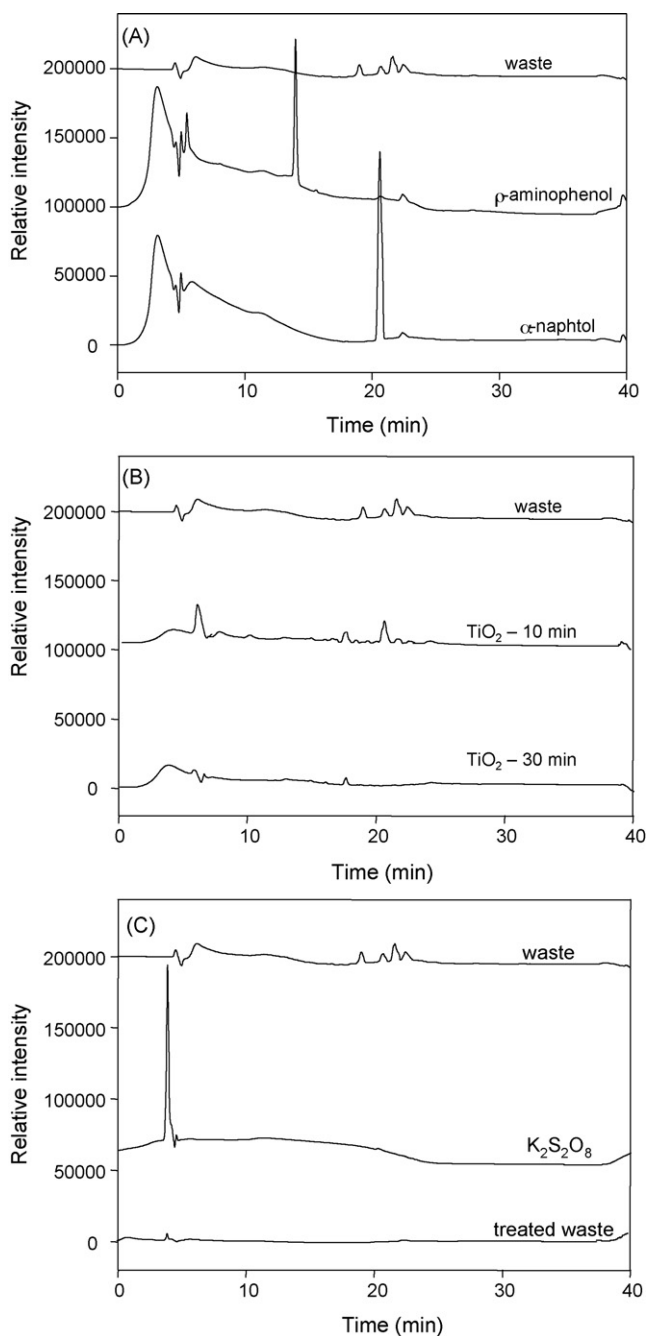 (A)
Relative intensity
200000
150000
100000
50000
0
waste
ρ-aminophenol
α-naphtol
0 10 20 30 40
Time (min)
(B)
Relative intensity
200000
150000
100000
50000
0
waste
TiO₂ – 10 min
TiO₂ – 30 min
0 10 20 30 40
Time (min)
(C)
Relative intensity
200000
150000
100000
50000
0
waste
K₂S₂O₈
treated waste
0 10 20 30 40
Time (min)